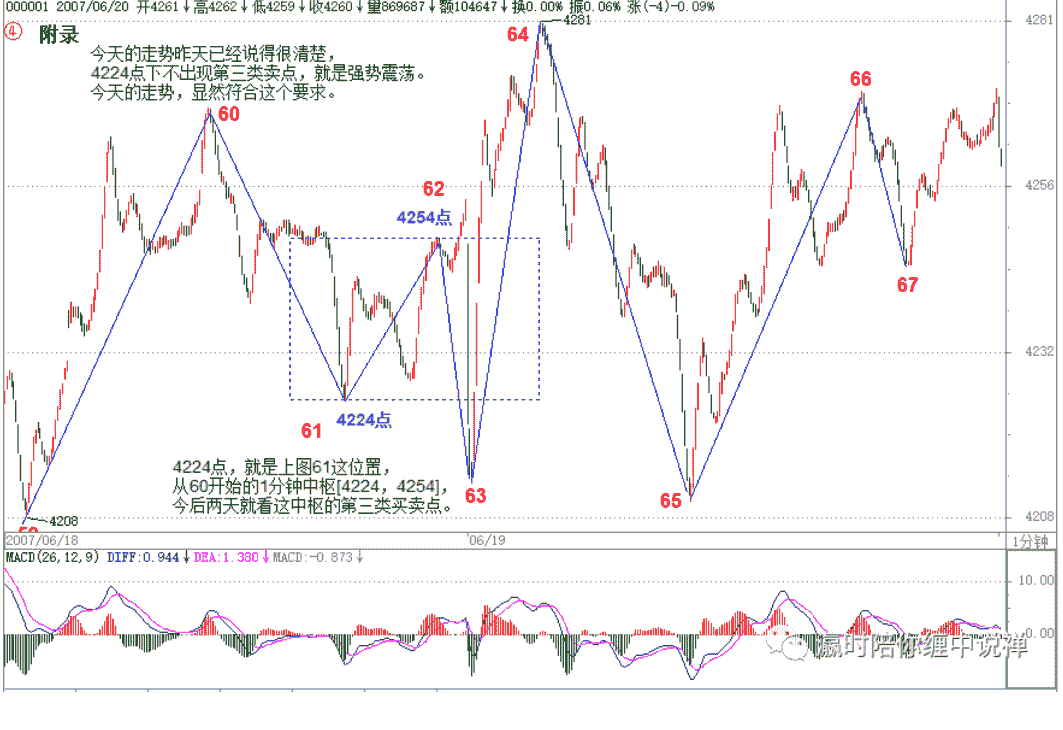 000001 2007/06/20 开4261↓高4262↓低4259↓收4260↓量869687↓额104647↓换0.00% 振0.06% 涨(-4)-0.09%
④ 附录
今天的走势昨天已经说得很清楚，
4224点下不出现第三类卖点，就是强势震荡。
今天的走势，显然符合这个要求。
64
4281
4281
66
60
62
4256
4254点
67
4232
4224点
61
4224点，就是上图61这位置，
从60开始的1分钟中枢[4224，4254]，
今后两天就看这中枢的第三类买卖点。
63
65
4208
4208
2007/06/18
06/19
1分钟
MACD(26,12,9) DIFF:0.944↓ DEA:1.380↓ MACD:-0.873↓
10.00
0.00
瀛时陪你缠中说禅